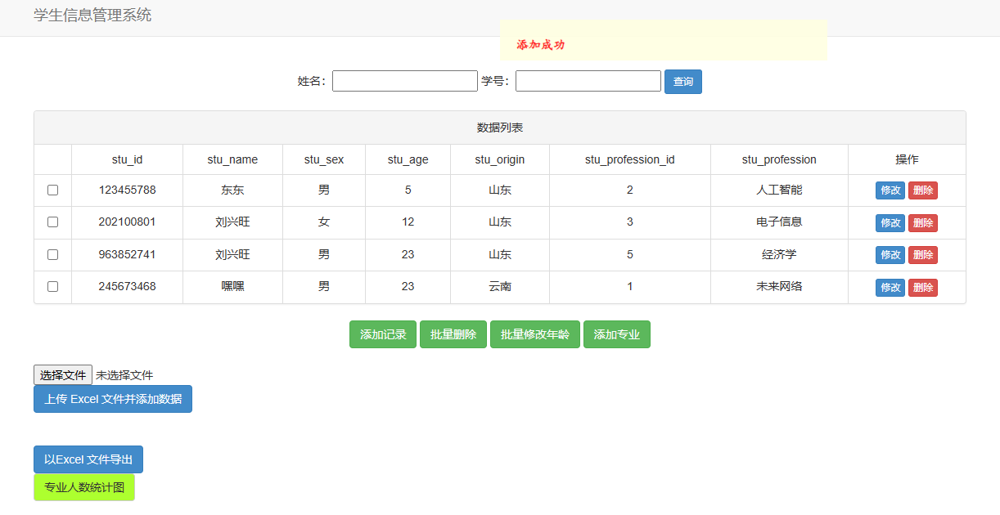 学生信息管理系统
添加成功
姓名： 学号： 查询
数据列表
stu_id stu_name stu_sex stu_age stu_origin stu_profession_id stu_profession 操作
123455788 东东 男 5 山东 2 人工智能 修改 删除
202100801 刘兴旺 女 12 山东 3 电子信息 修改 删除
963852741 刘兴旺 男 23 山东 5 经济学 修改 删除
245673468 嘿嘿 男 23 云南 1 未来网络 修改 删除
添加记录 批量删除 批量修改年龄 添加专业
选择文件 未选择文件
上传 Excel 文件并添加数据
以Excel 文件导出
专业人数统计图